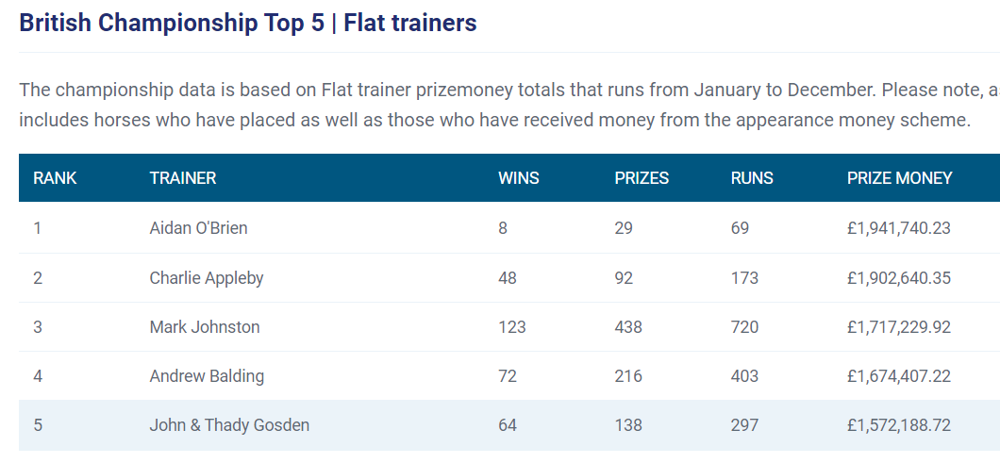 British Championship Top 5 | Flat trainers
The championship data is based on Flat trainer prizemoney totals that runs from January to December. Please note, a
includes horses who have placed as well as those who have received money from the appearance money scheme.
RANK TRAINER WINS PRIZES RUNS PRIZE MONEY
1 Aidan O'Brien 8 29 69 £1,941,740.23
2 Charlie Appleby 48 92 173 £1,902,640.35
3 Mark Johnston 123 438 720 £1,717,229.92
4 Andrew Balding 72 216 403 £1,674,407.22
5 John & Thady Gosden 64 138 297 £1,572,188.72